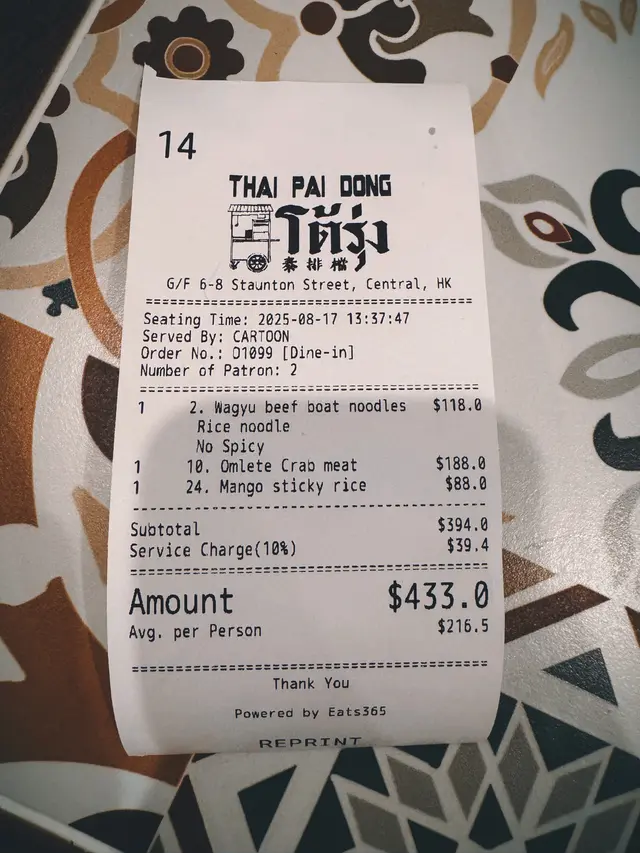 14
THAI PAI DONG
โต้รุ่ง
泰排檔
G/F 6-8 Staunton Street, Central, HK
Seating Time: 2025-08-17 13:37:47
Served By: CARTOON
Order No.: O1099 [Dine-in]
Number of Patron: 2
1 2. Wagyu beef boat noodles $118.0
Rice noodle
No Spicy
1 10. Omlete Crab meat $188.0
1 24. Mango sticky rice $88.0
Subtotal $394.0
Service Charge(10%) $39.4
Amount $433.0
Avg. per Person $216.5
Thank You
Powered by Eats365
REPRINT